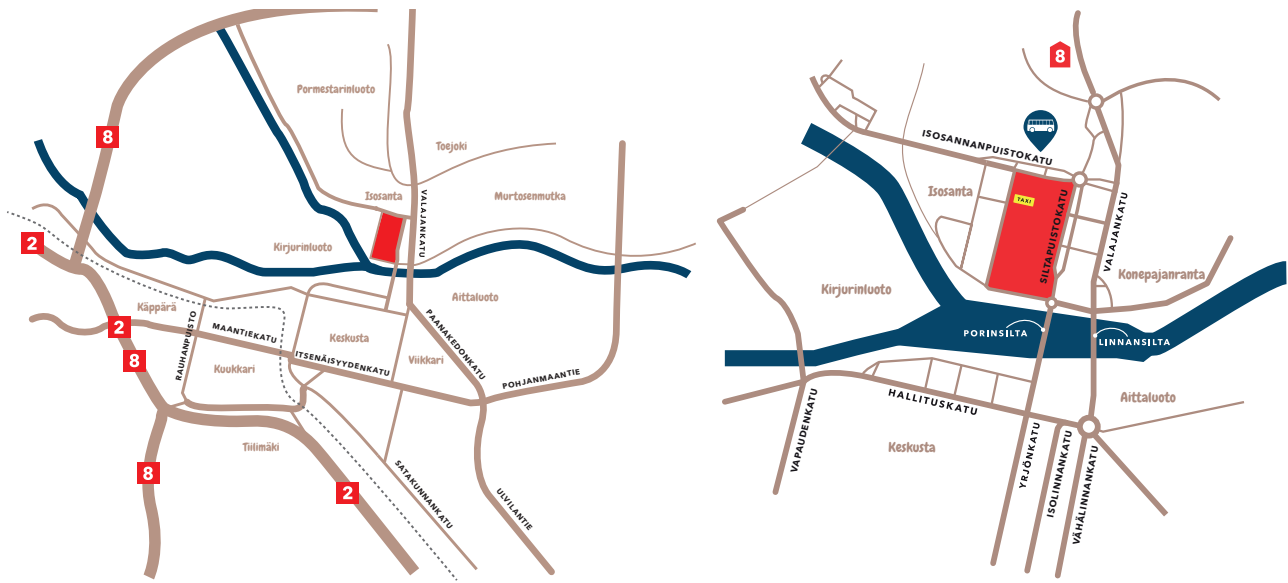 Pormestarinluoto
8
Toejoki
Isosanta
Murtosenmutka
VALAJANKATU
Kirjurinluoto
2
Käppärä
Aittaluoto
2
8
RAUHANPUISTO
MAANTIEKATU
Keskusta
ITSENÄISYYDENKATU
Viikkari
PAANAKEDONKATU
Kuukkari
POHJANMAANTIE
Tiilimäki
8
2
SATAKUNNANKATU
ULVILANTIE
8
ISOSANNANPUISTOKATU
Isosanta
TAXI
SILTAPUISTOKATU
VALAJANKATU
Konepajanranta
Kirjurinluoto
PORINSILTA
LINNANSILTA
HALLITUSKATU
Aittaluoto
Keskusta
VAPAUDENKATU
YRJÖNKATU
ISOLINNANKATU
VÄHÄLINNANKATU